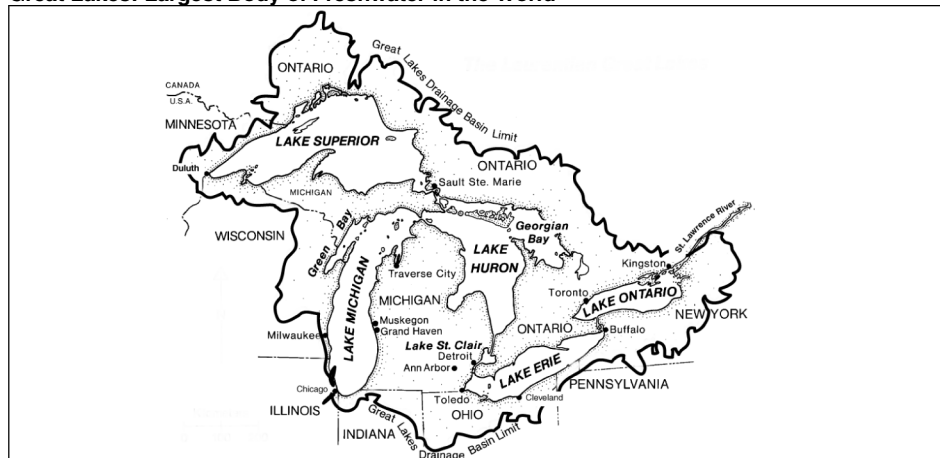 Great Lakes: Largest Body of Freshwater in the World
Great Lakes Drainage Basin Limit
ONTARIO
CANADA
U.S.A.
MINNESOTA
LAKE SUPERIOR
ONTARIO
Duluth
Sault Ste. Marie
MICHIGAN
St. Lawrence River
Georgian
Bay
WISCONSIN
Green Bay
LAKE
HURON
Kingston
Traverse City
Toronto
LAKE ONTARIO
MICHIGAN
NEW YORK
LAKE MICHIGAN
Muskegon
Grand Haven
ONTARIO
Buffalo
Milwaukee
Lake St. Clair
Detroit
Ann Arbor
LAKE ERIE
PENNSYLVANIA
Chicago
Toledo
Cleveland
ILLINOIS
OHIO
INDIANA
Great Lakes
Drainage Basin Limit